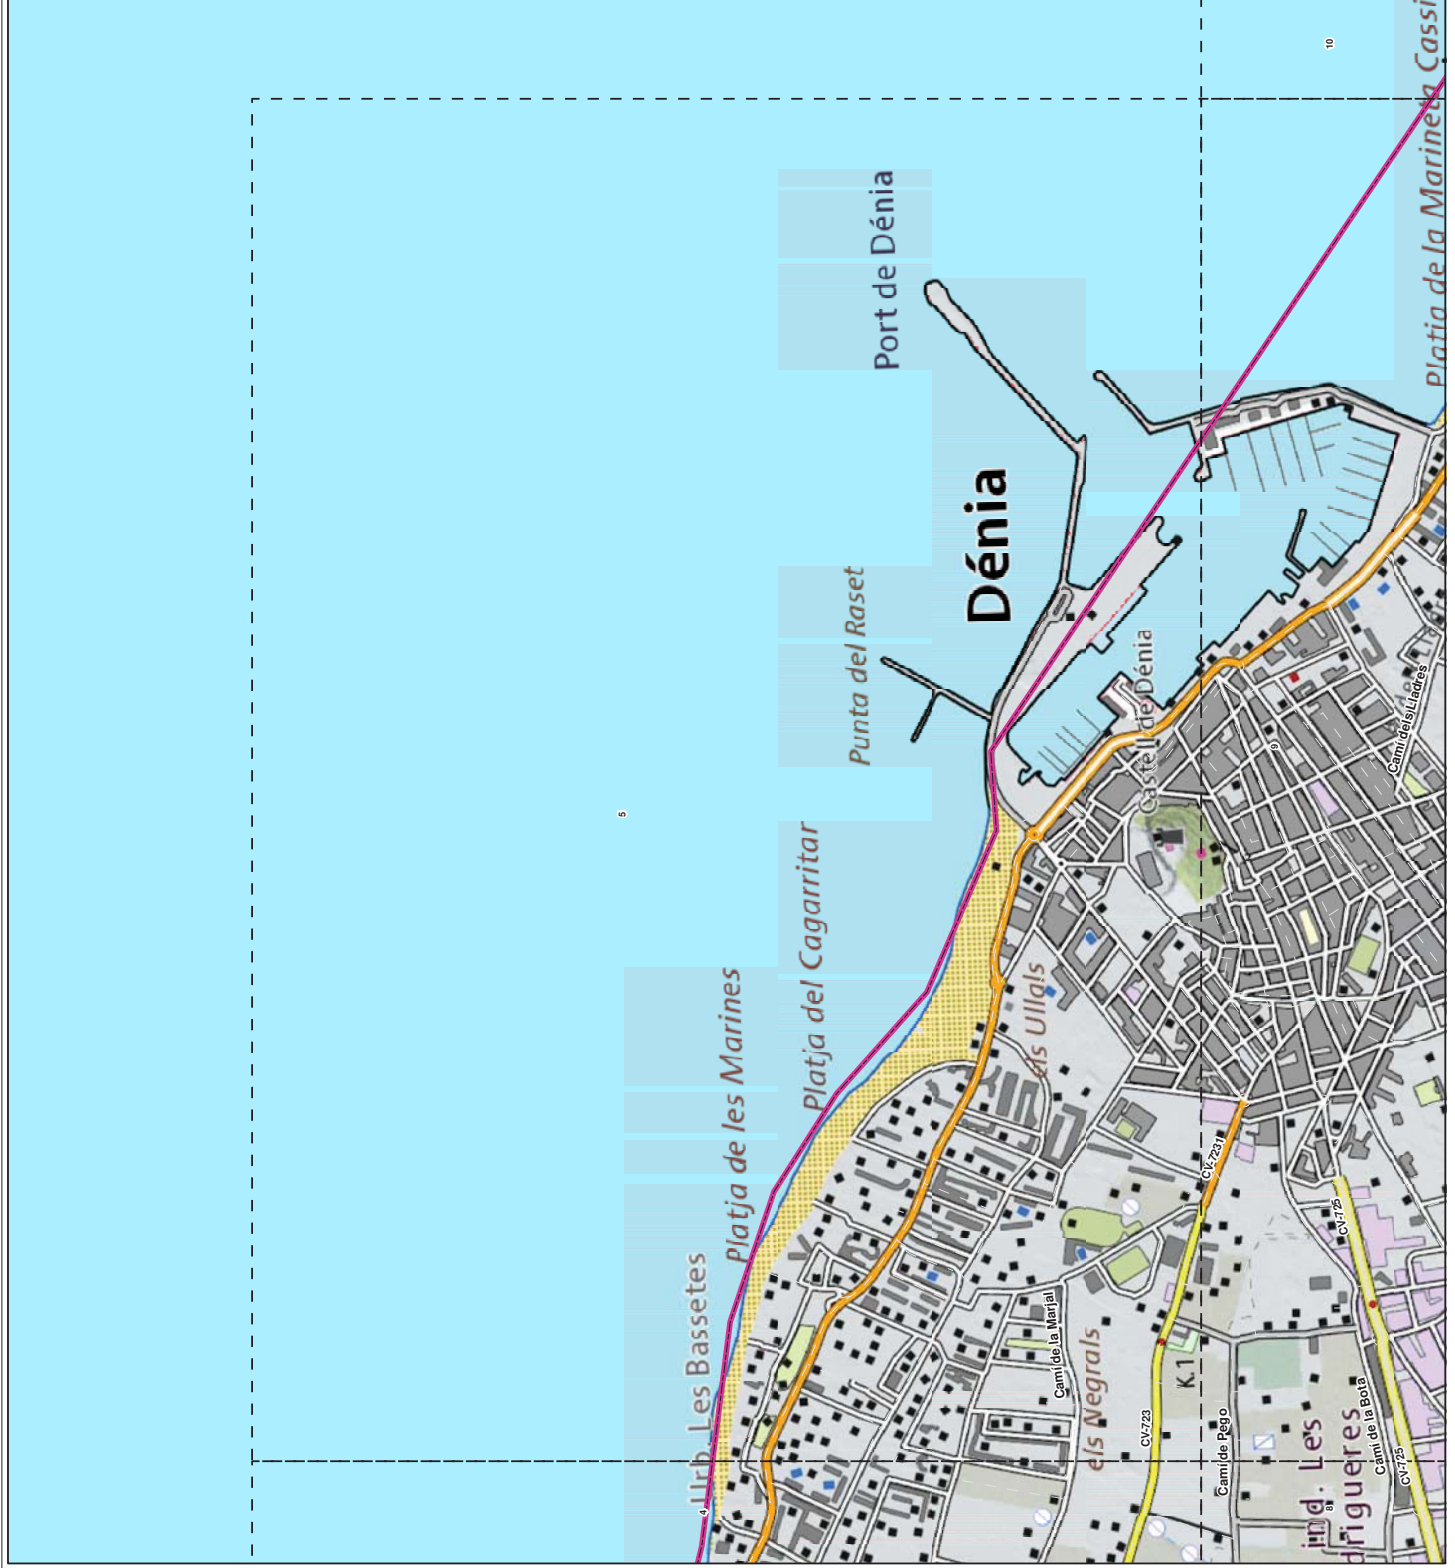 10
Platja de la Marineta Cassi
Port de Dénia
Dénia
Punta del Raset
5
Castell de Dénia
Camí dels Lladres
9
Platja del Cagarritar
Platja de les Marines
els Ullals
Urb. Les Bassetes
CV-7231
CV-725
Camí de la Marjal
els Negrals
K.1
CV-723
Camí de Pego
Camí de la Bota
CV-725
ind. Les
rigueres
4
8